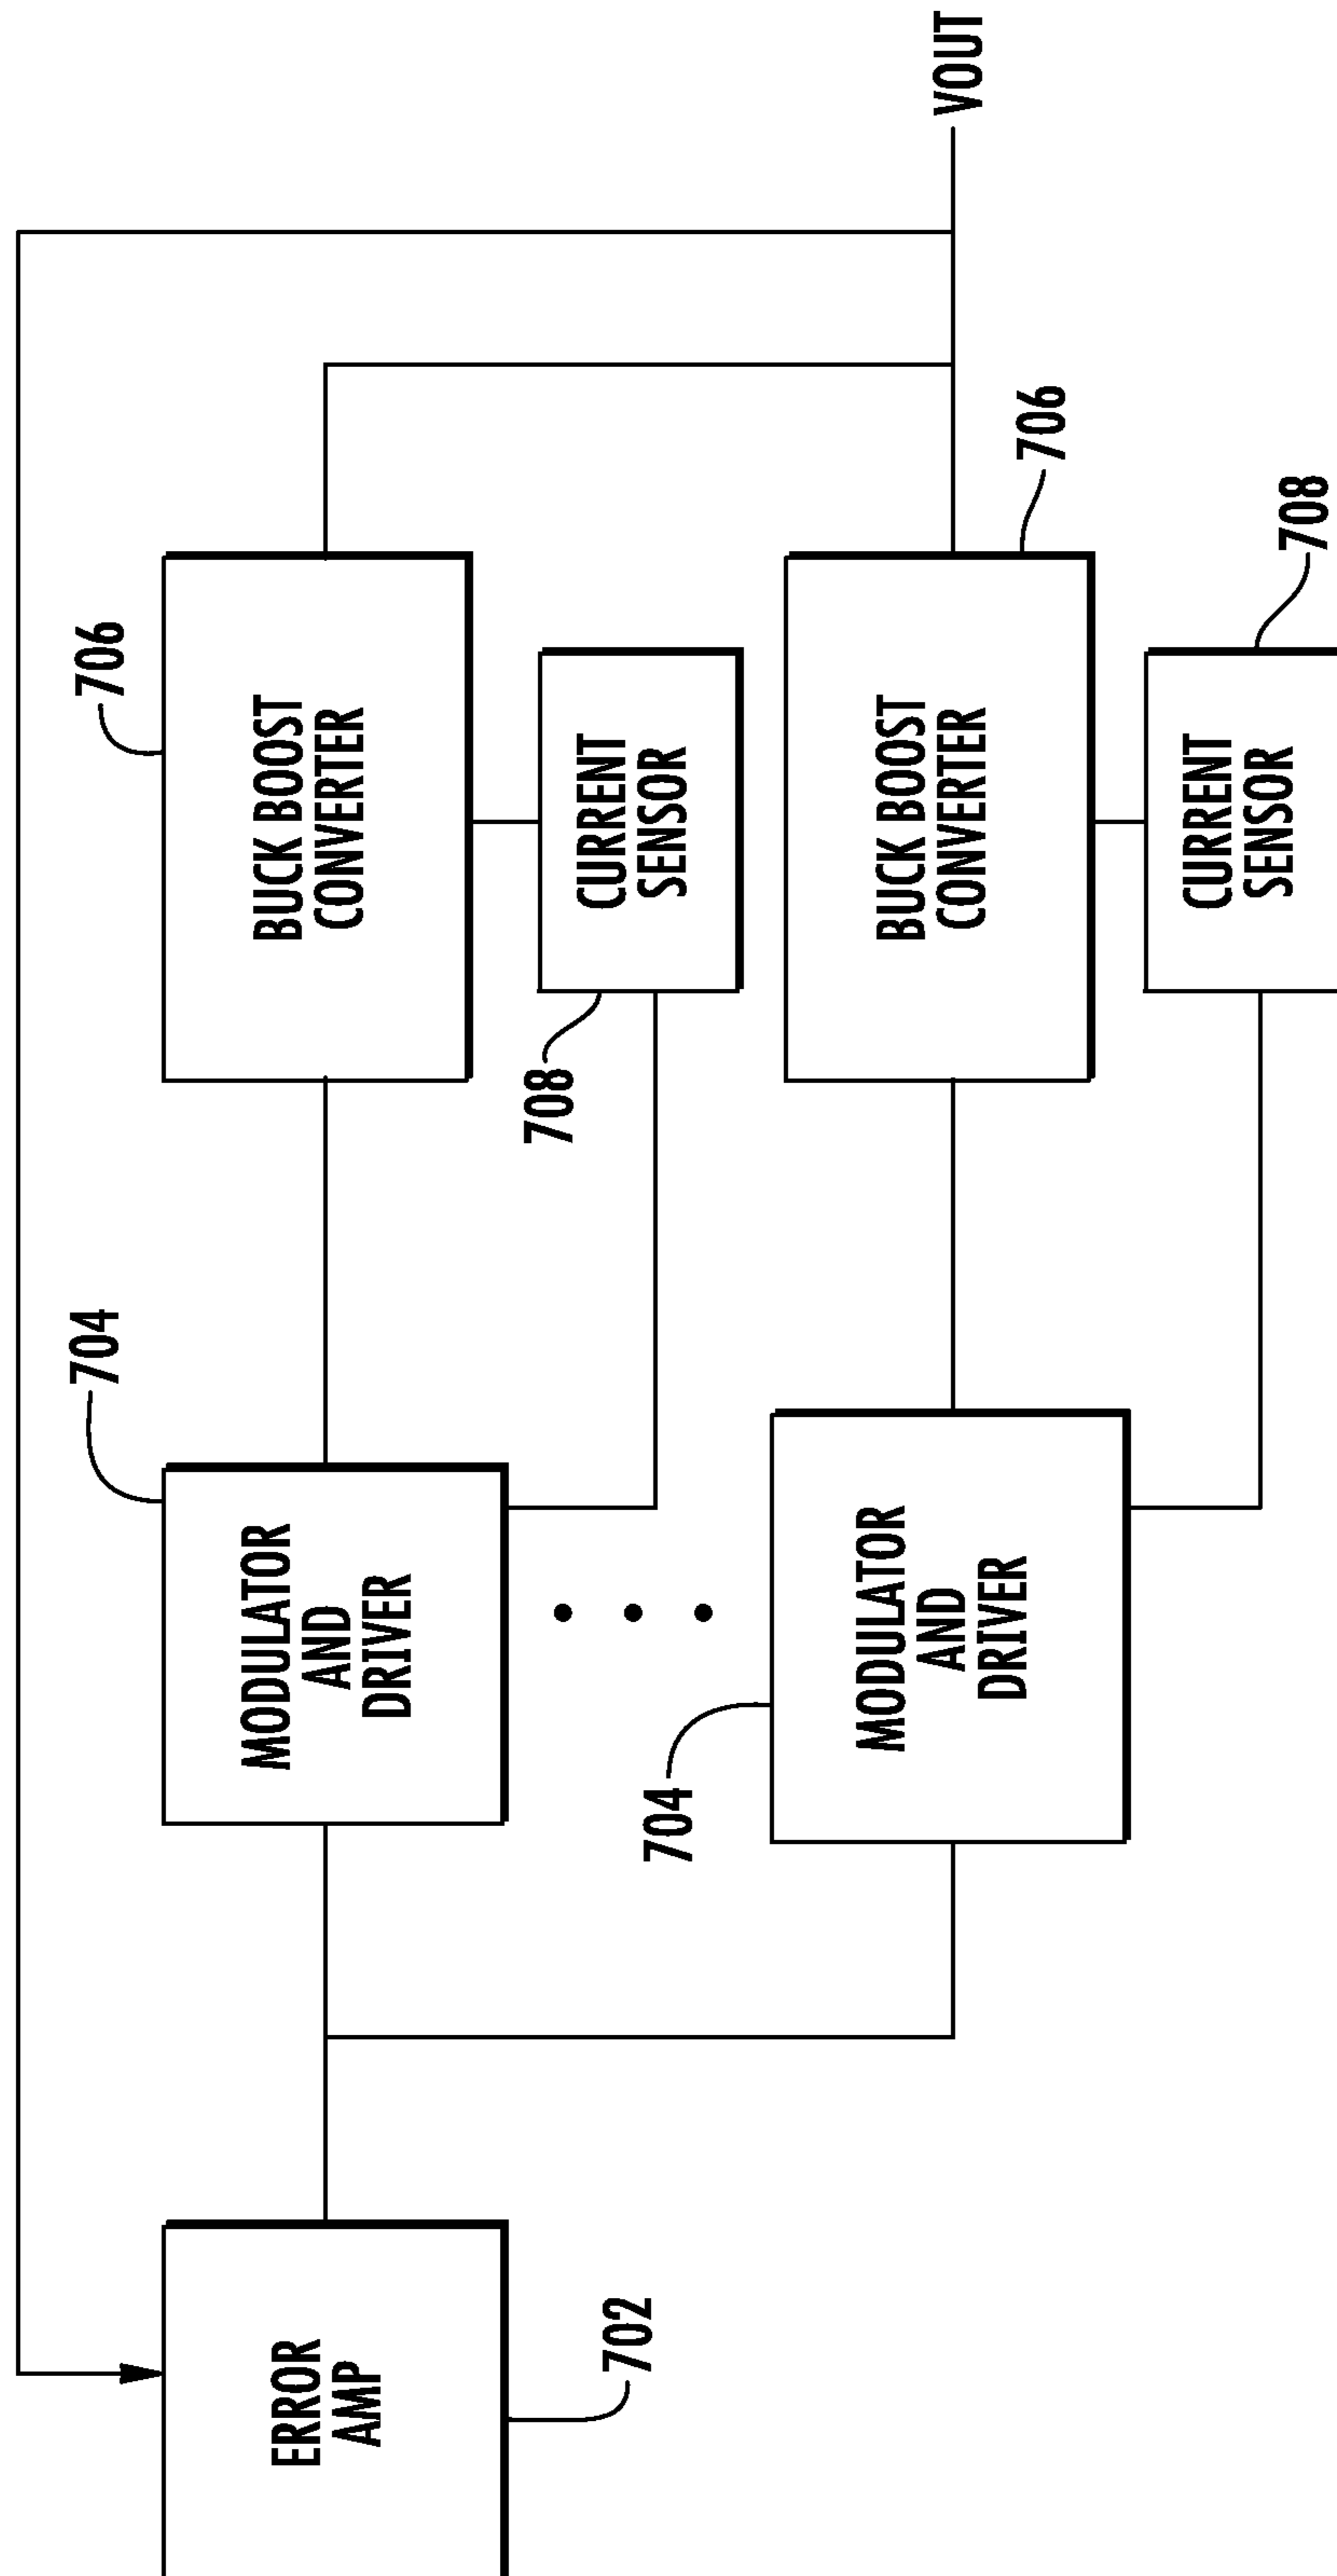 706
704
BUCK BOOST
CONVERTER
MODULATOR
AND
DRIVER
ERROR
AMP
702
CURRENT
SENSOR
708
VOUT
704
MODULATOR
AND
DRIVER
BUCK BOOST
CONVERTER
706
CURRENT
SENSOR
708